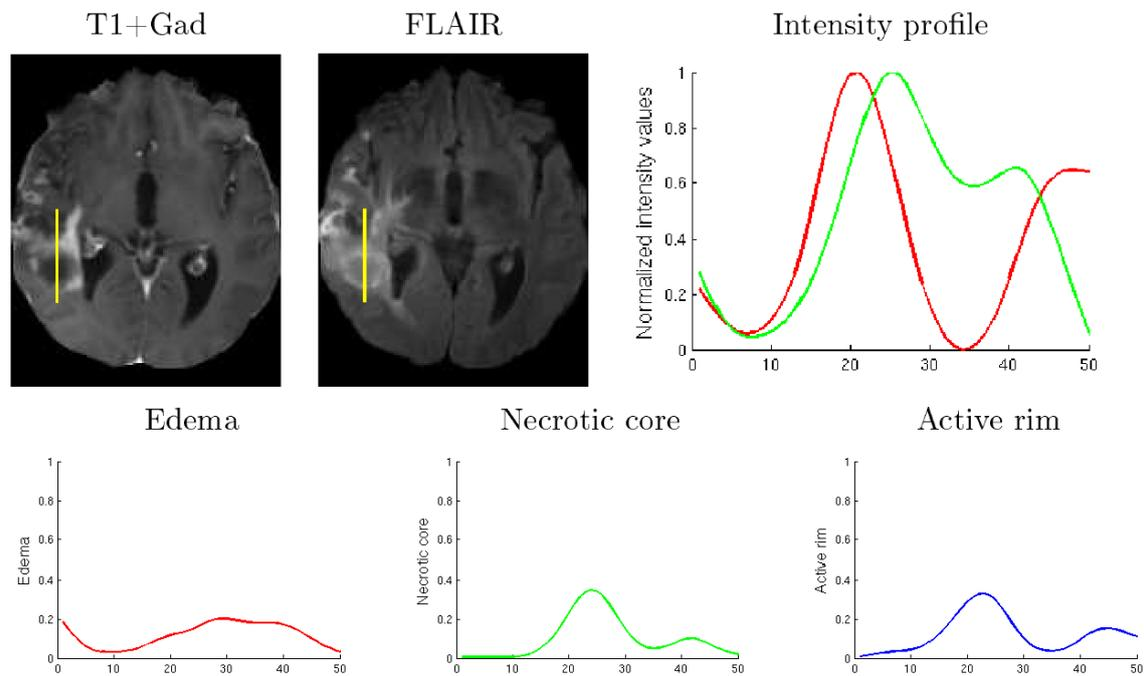 T1+Gad FLAIR Intensity profile
Normalized intensity values
1
0.8
0.6
0.4
0.2
0
0 10 20 30 40 50
Edema Necrotic core Active rim
Edema
1
0.8
0.6
0.4
0.2
0
0 10 20 30 40 50
Necrotic core
1
0.8
0.6
0.4
0.2
0
0 10 20 30 40 50
Active rim
1
0.8
0.6
0.4
0.2
0
0 10 20 30 40 50